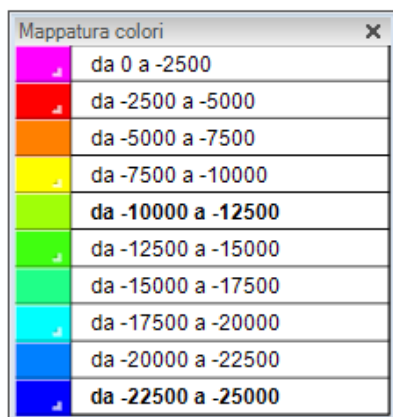 Mappatura colori
da 0 a -2500
da -2500 a -5000
da -5000 a -7500
da -7500 a -10000
da -10000 a -12500
da -12500 a -15000
da -15000 a -17500
da -17500 a -20000
da -20000 a -22500
da -22500 a -25000